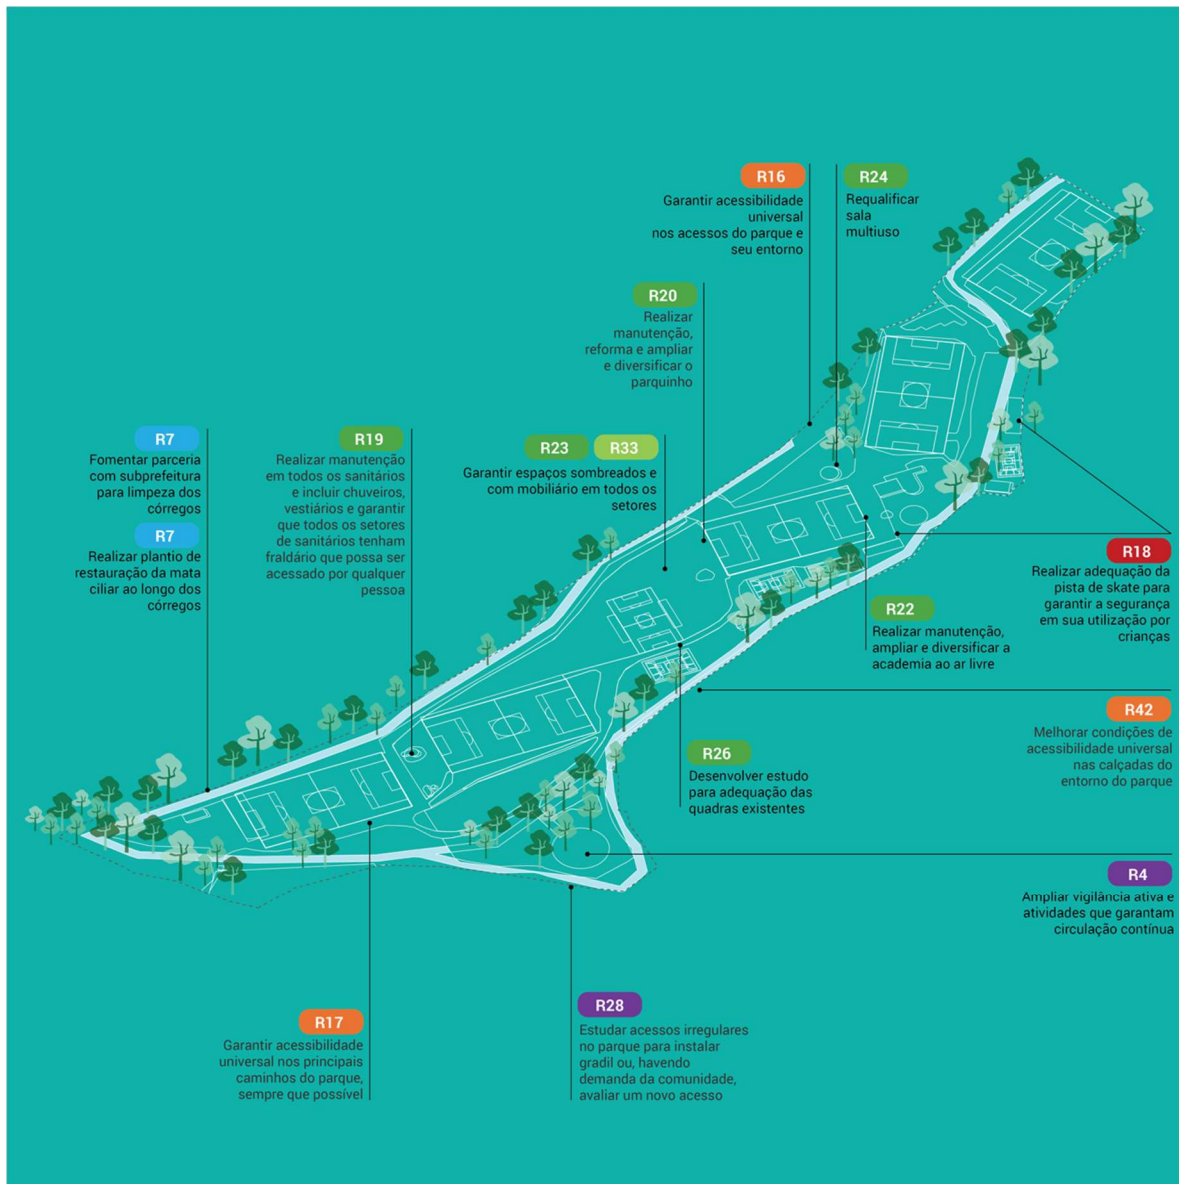 R16
Garantir acessibilidade
universal
nos acessos do parque e
seu entorno
R24
Requalificar
sala
multiuso
R20
Realizar
manutenção,
reforma e ampliar
e diversificar o
parquinho
R7
Fomentar parceria
com subprefeitura
para limpeza dos
córregos
R7
Realizar plantio de
restauração da mata
ciliar ao longo dos
córregos
R19
Realizar manutenção
em todos os sanitários
e incluir chuveiros,
vestiários e garantir
que todos os setores
de sanitários tenham
fraldário que possa ser
acessado por qualquer
pessoa
R23 R33
Garantir espaços sombreados e
com mobiliário em todos os
setores
R18
Realizar adequação da
pista de skate para
garantir a segurança
em sua utilização por
crianças
R22
Realizar manutenção,
ampliar e diversificar a
academia ao ar livre
R42
Melhorar condições de
acessibilidade universal
nas calçadas do
entorno do parque
R26
Desenvolver estudo
para adequação das
quadras existentes
R4
Ampliar vigilância ativa e
atividades que garantam
circulação contínua
R17
Garantir acessibilidade
universal nos principais
caminhos do parque,
sempre que possível
R28
Estudar acessos irregulares
no parque para instalar
gradil ou, havendo
demanda da comunidade,
avaliar um novo acesso